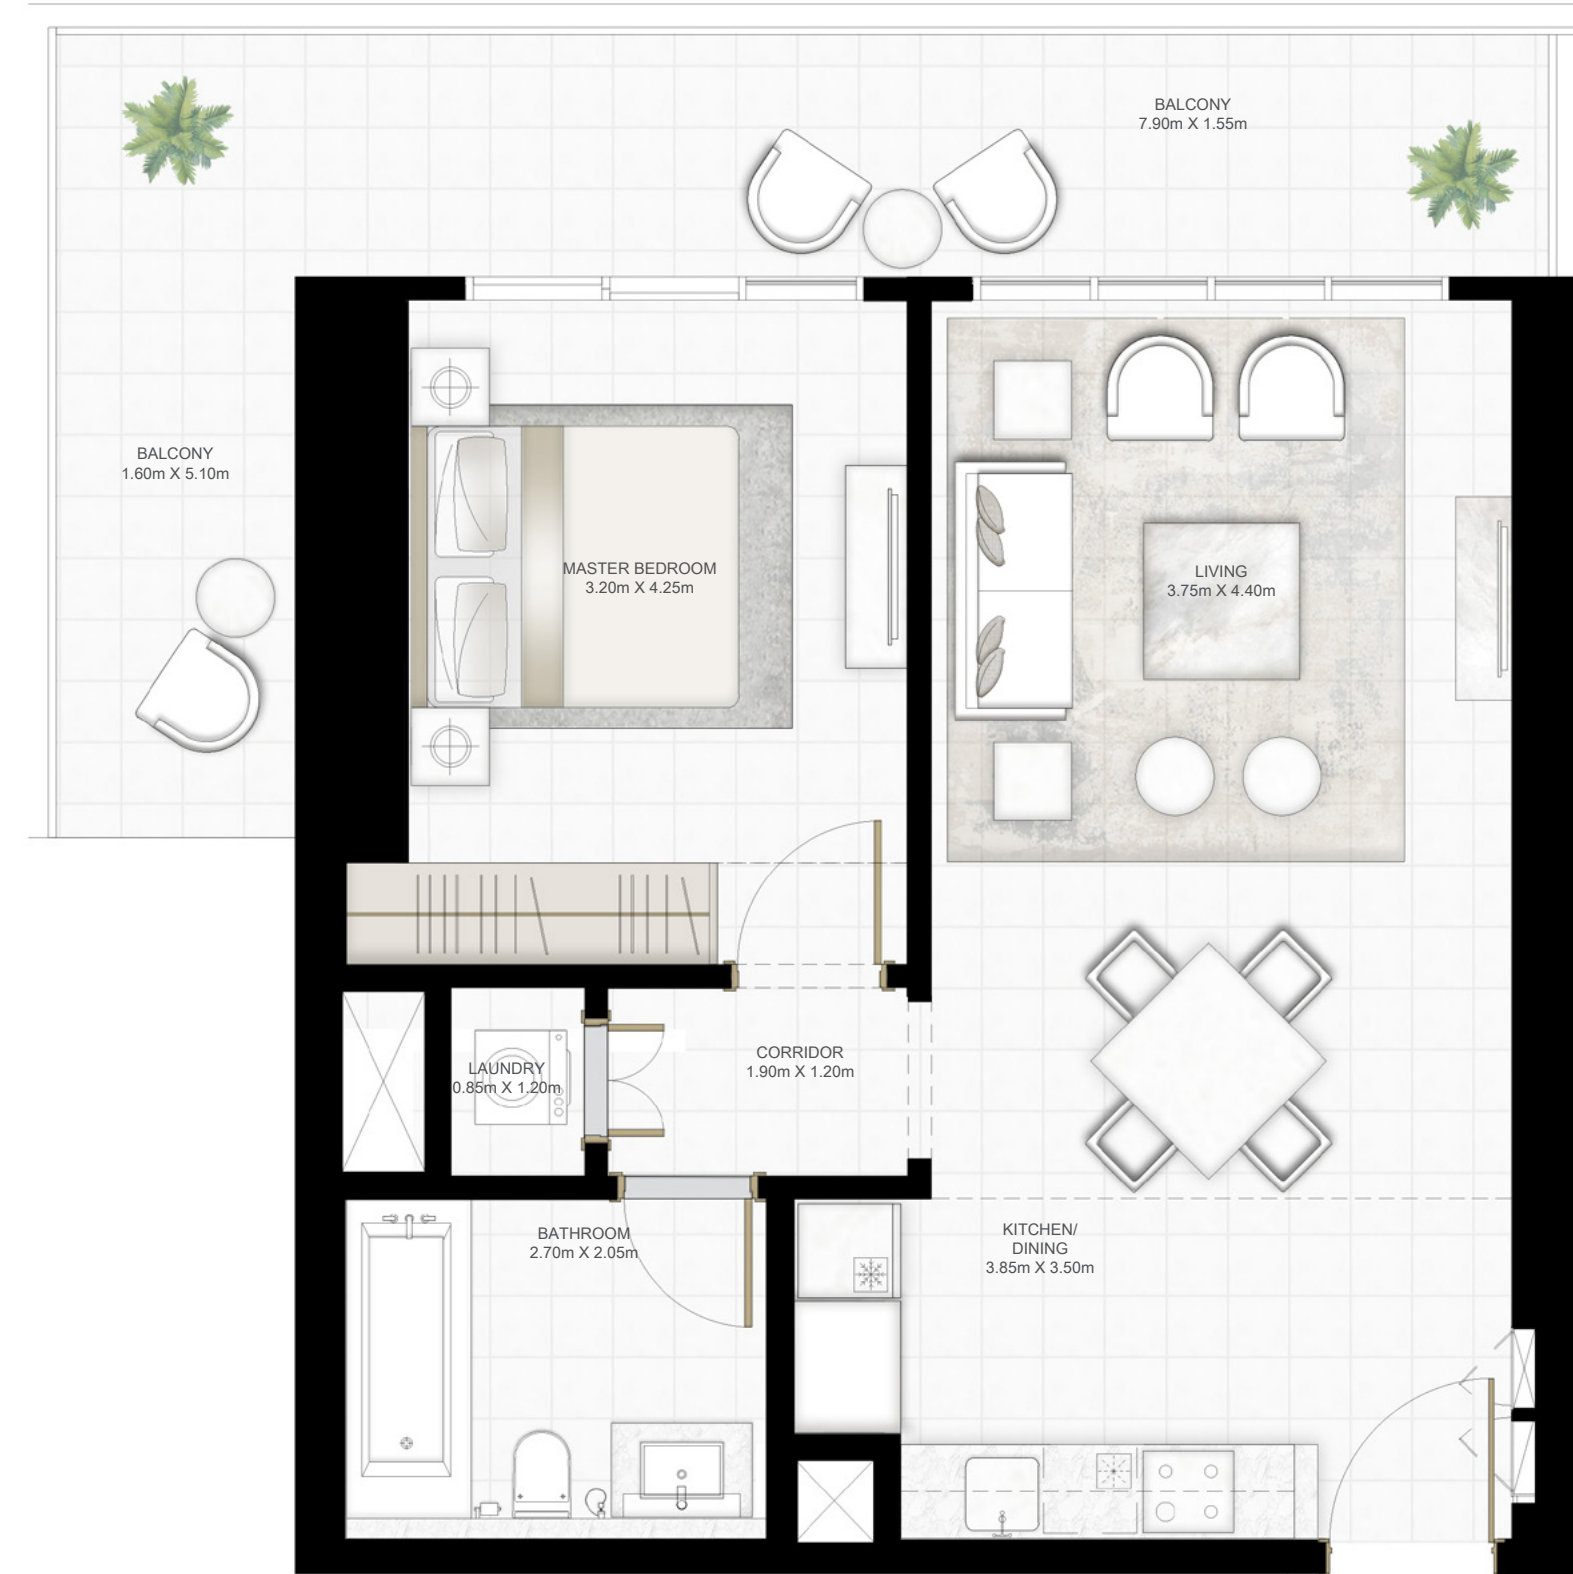 BALCONY
7.90m X 1.55m
BALCONY
1.60m X 5.10m
MASTER BEDROOM
3.20m X 4.25m
LIVING
3.75m X 4.40m
CORRIDOR
1.90m X 1.20m
LAUNDRY
0.85m X 1.20m
BATHROOM
2.70m X 2.05m
KITCHEN/
DINING
3.85m X 3.50m